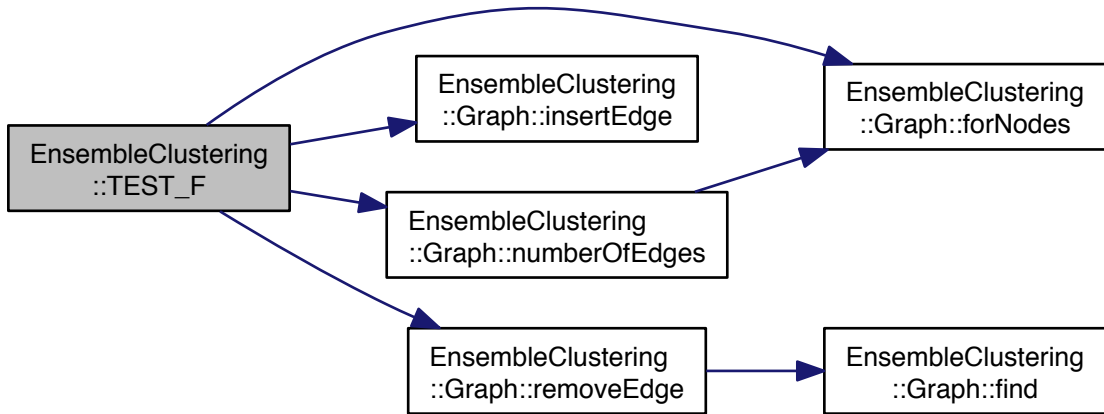 EnsembleClustering
::TEST_F
EnsembleClustering
::Graph::insertEdge
EnsembleClustering
::Graph::numberOfEdges
EnsembleClustering
::Graph::removeEdge
EnsembleClustering
::Graph::forNodes
EnsembleClustering
::Graph::find